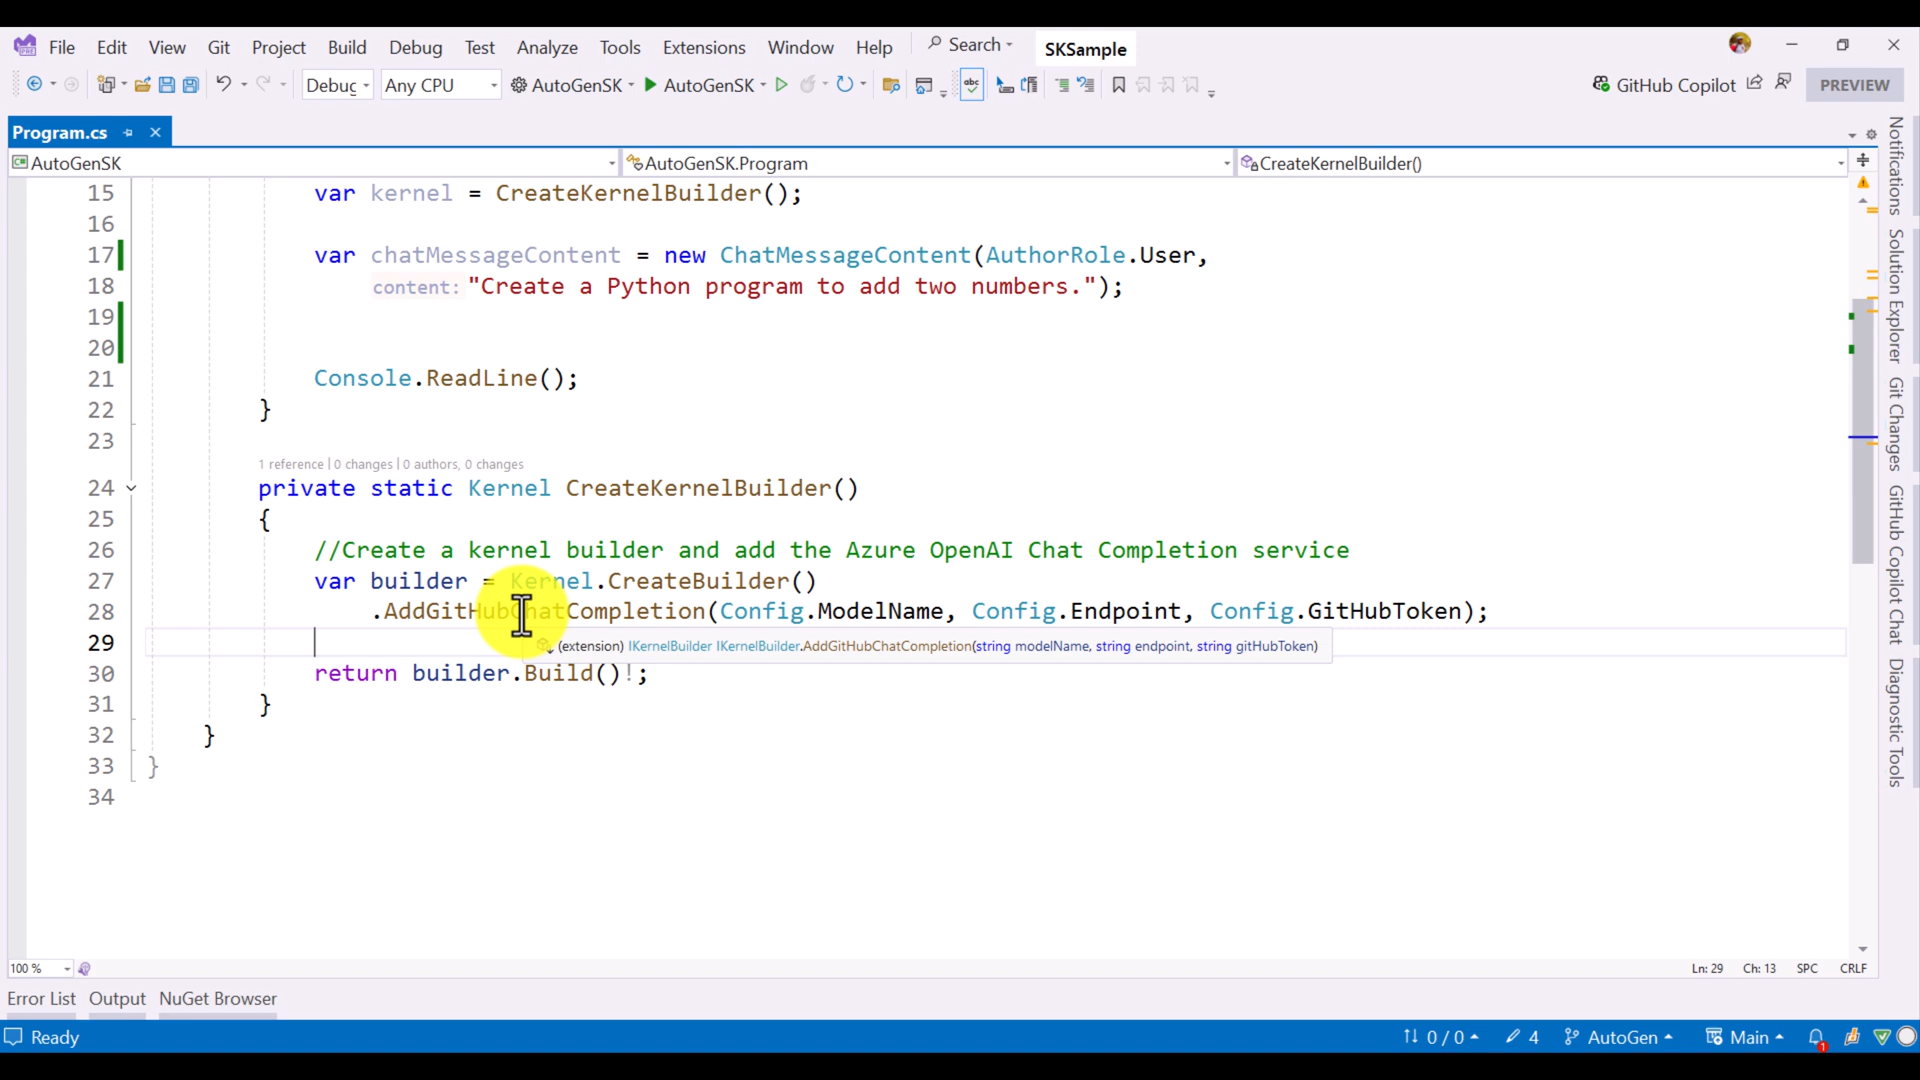 File Edit View Git Project Build Debug Test Analyze Tools Extensions Window Help Search SKSample
Debug Any CPU AutoGenSK AutoGenSK GitHub Copilot PREVIEW
Program.cs
AutoGenSK AutoGenSK.Program CreateKernelBuilder()
15 var kernel = CreateKernelBuilder();
16
17 var chatMessageContent = new ChatMessageContent(AuthorRole.User,
18 content: "Create a Python program to add two numbers.");
19
20
21 Console.ReadLine();
22 }
23
1 reference | 0 changes | 0 authors, 0 changes
24 private static Kernel CreateKernelBuilder()
25 {
26 //Create a kernel builder and add the Azure OpenAI Chat Completion service
27 var builder = Kernel.CreateBuilder()
28 .AddGitHubChatCompletion(Config.ModelName, Config.Endpoint, Config.GitHubToken);
29
(extension) IKernelBuilder IKernelBuilder.AddGitHubChatCompletion(string modelName, string endpoint, string gitHubToken)
30 return builder.Build()!;
31 }
32 }
33 }
34
Notifications
Solution Explorer
Git Changes
GitHub Copilot Chat
Diagnostic Tools
100 % Ln: 29 Ch: 13 SPC CRLF
Error List Output NuGet Browser
Ready 0 / 0 4 AutoGen Main 1